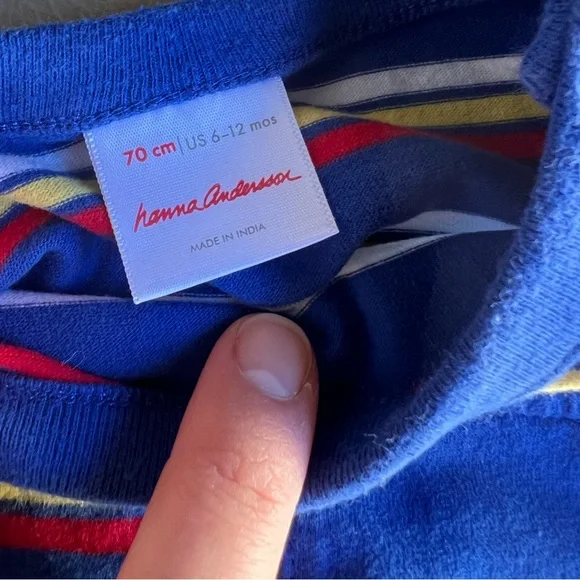 70 cm | US 6-12 mos
hanna Andersson
MADE IN INDIA